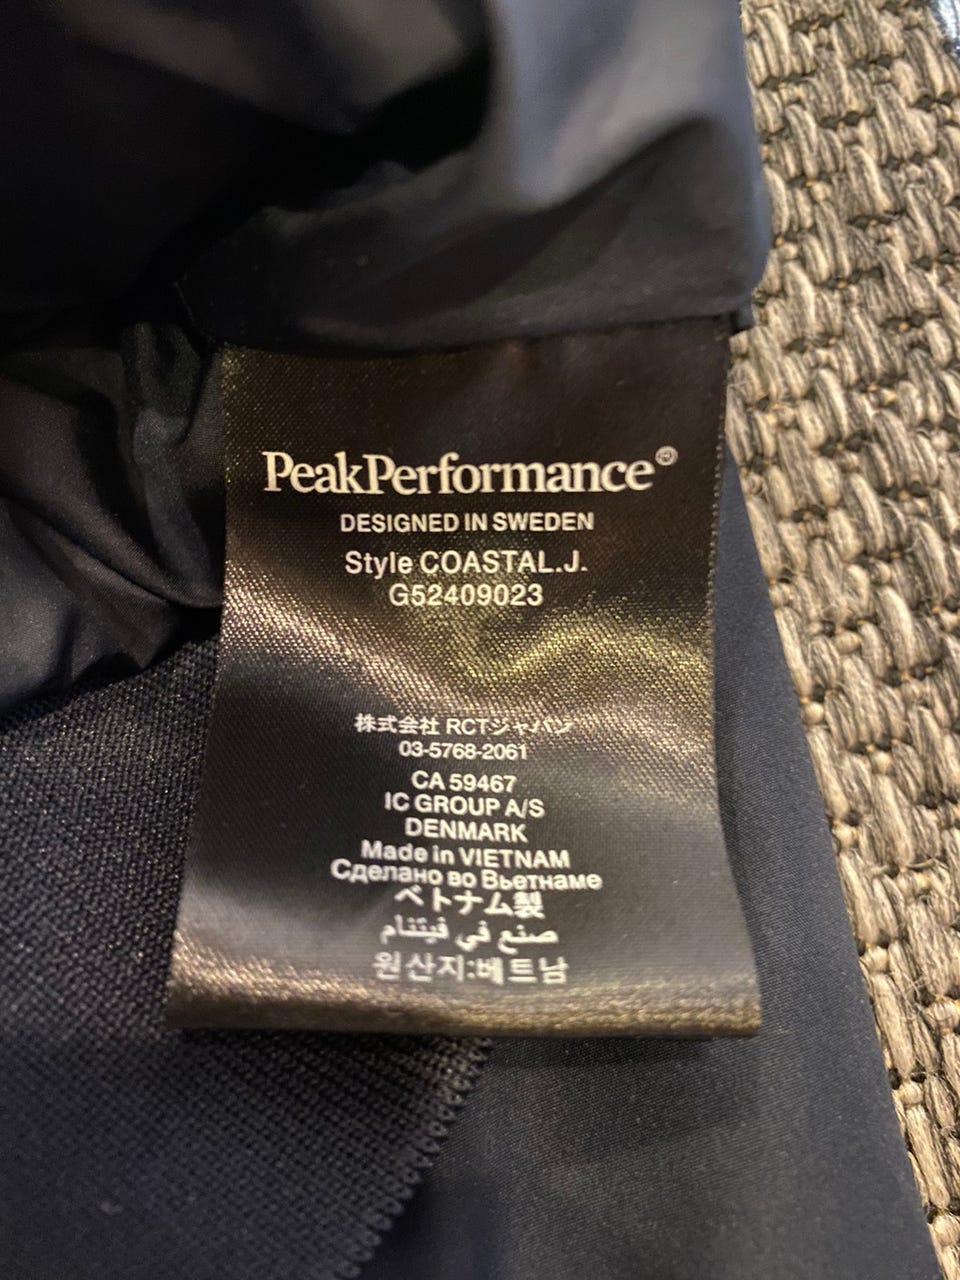 PeakPerformance®
DESIGNED IN SWEDEN
Style COASTAL.J.
G52409023
株式会社 RCTジャパン
03-5768-2061
CA 59467
IC GROUP A/S
DENMARK
Made in VIETNAM
Сделано во Вьетнаме
ベトナム製
صنع في فيتنام
원산지:베트남